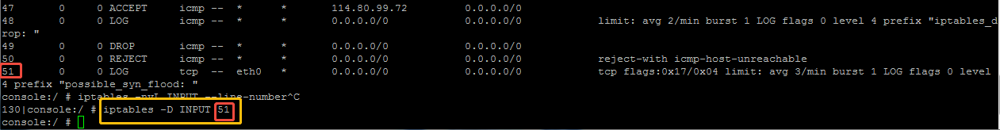 47 0 0 ACCEPT icmp -- * * 114.80.99.72 0.0.0.0/0
48 0 0 LOG icmp -- * * 0.0.0.0/0 0.0.0.0/0 limit: avg 2/min burst 1 LOG flags 0 level 4 prefix "iptables_d
rop: "
49 0 0 DROP icmp -- * * 0.0.0.0/0 0.0.0.0/0
50 0 0 REJECT icmp -- * * 0.0.0.0/0 0.0.0.0/0 reject-with icmp-host-unreachable
51 0 0 LOG tcp -- eth0 * 0.0.0.0/0 0.0.0.0/0 tcp flags:0x17/0x04 limit: avg 3/min burst 1 LOG flags 0 level
4 prefix "possible_syn_flood: "
console:/ # iptables -nvL INPUT --line-number^C
130|console:/ # iptables -D INPUT 51
console:/ #